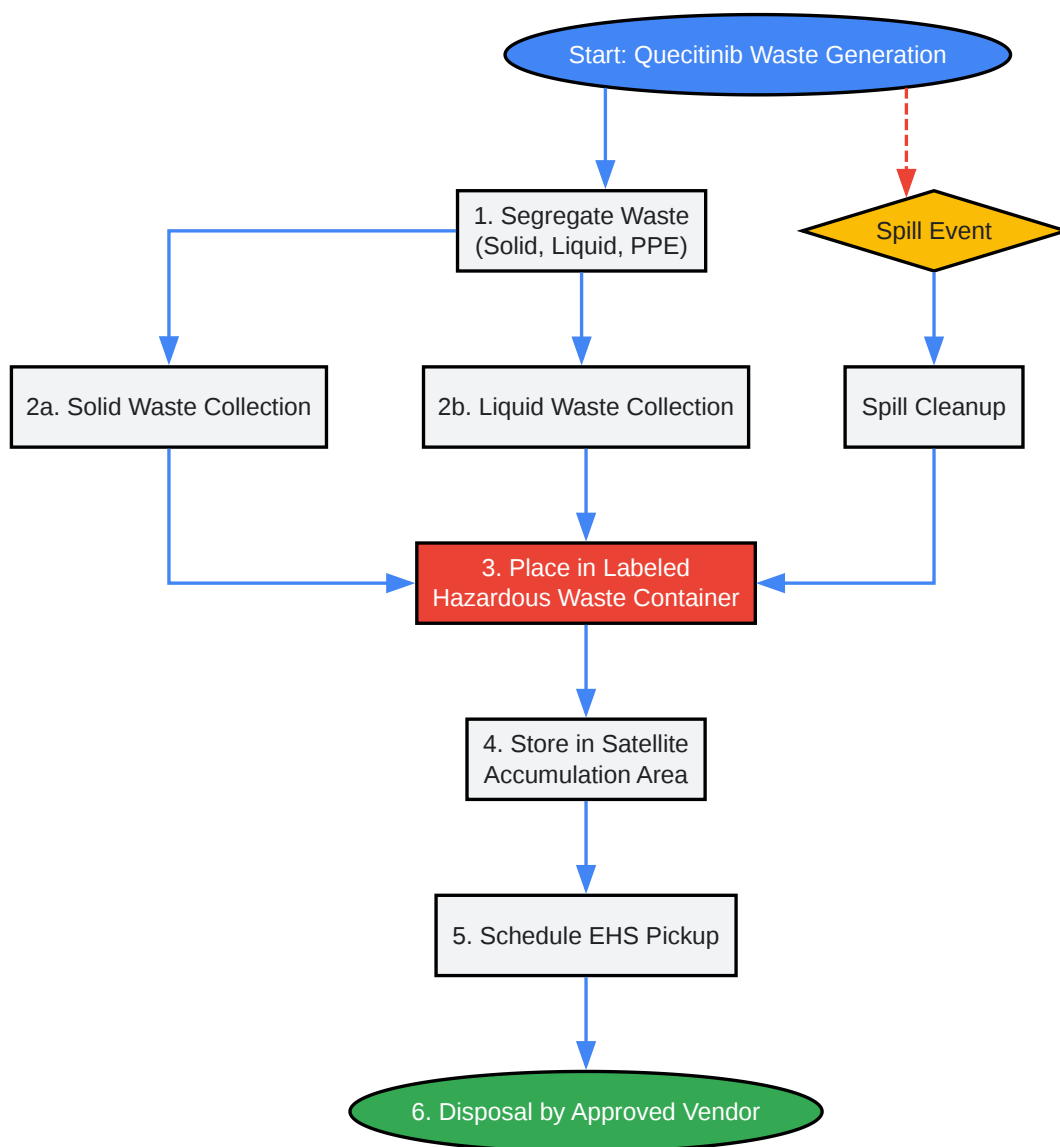 Start: Quecitinib Waste Generation
1. Segregate Waste
(Solid, Liquid, PPE)
Spill Event
2a. Solid Waste Collection
2b. Liquid Waste Collection
Spill Cleanup
3. Place in Labeled
Hazardous Waste Container
4. Store in Satellite
Accumulation Area
5. Schedule EHS Pickup
6. Disposal by Approved Vendor